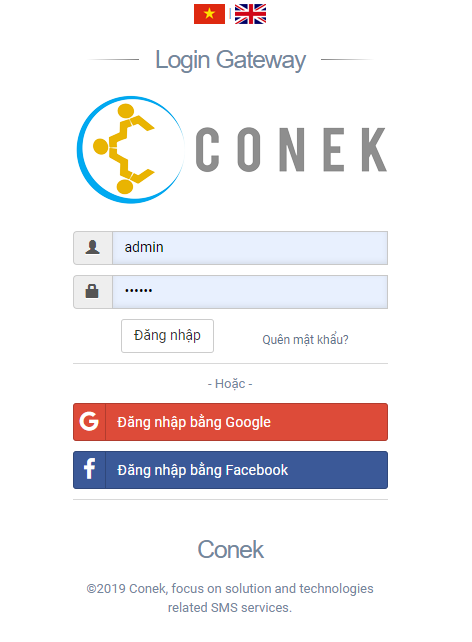 |
Login Gateway
CONEK
admin
••••••
Đăng nhập
Quên mật khẩu?
- Hoặc -
G Đăng nhập bằng Google
f Đăng nhập bằng Facebook
Conek
©2019 Conek, focus on solution and technologies
related SMS services.